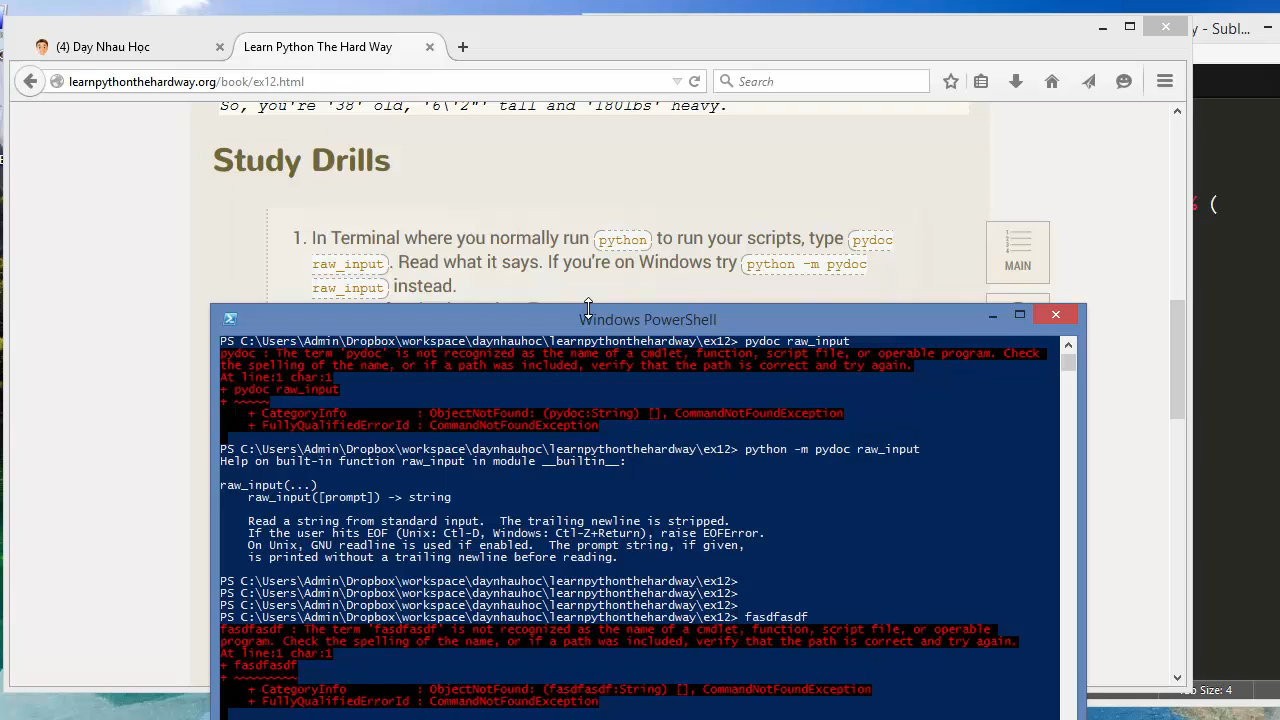 (4) Day Nhau Học
Learn Python The Hard Way
y - Subl...
learnpythonthehardway.org/book/ex12.html
Search
So, you're '38' old, '6\'2"' tall and '180lbs' heavy.
Study Drills
1. In Terminal where you normally run python to run your scripts, type pydoc
raw_input. Read what it says. If you're on Windows try python -m pydoc
raw_input instead.
MAIN
% (
Windows PowerShell
PS C:\Users\Admin\Dropbox\workspace\daynhauhoc\learnpythonthehardway\ex12> pydoc raw_input
pydoc : The term 'pydoc' is not recognized as the name of a cmdlet, function, script file, or operable program. Check
the spelling of the name, or if a path was included, verify that the path is correct and try again.
At line:1 char:1
+ pydoc raw_input
+ ~~~~~
    + CategoryInfo          : ObjectNotFound: (pydoc:String) [], CommandNotFoundException
    + FullyQualifiedErrorId : CommandNotFoundException
PS C:\Users\Admin\Dropbox\workspace\daynhauhoc\learnpythonthehardway\ex12> python -m pydoc raw_input
Help on built-in function raw_input in module __builtin__:
raw_input(...)
    raw_input([prompt]) -> string
    Read a string from standard input.  The trailing newline is stripped.
    If the user hits EOF (Unix: Ctl-D, Windows: Ctl-Z+Return), raise EOFError.
    On Unix, GNU readline is used if enabled.  The prompt string, if given,
    is printed without a trailing newline before reading.
PS C:\Users\Admin\Dropbox\workspace\daynhauhoc\learnpythonthehardway\ex12>
PS C:\Users\Admin\Dropbox\workspace\daynhauhoc\learnpythonthehardway\ex12>
PS C:\Users\Admin\Dropbox\workspace\daynhauhoc\learnpythonthehardway\ex12>
PS C:\Users\Admin\Dropbox\workspace\daynhauhoc\learnpythonthehardway\ex12> fasdfasdf
fasdfasdf : The term 'fasdfasdf' is not recognized as the name of a cmdlet, function, script file, or operable
program. Check the spelling of the name, or if a path was included, verify that the path is correct and try again.
At line:1 char:1
+ fasdfasdf
+ ~~~~~~~~~
    + CategoryInfo          : ObjectNotFound: (fasdfasdf:String) [], CommandNotFoundException
    + FullyQualifiedErrorId : CommandNotFoundException
Tab Size: 4